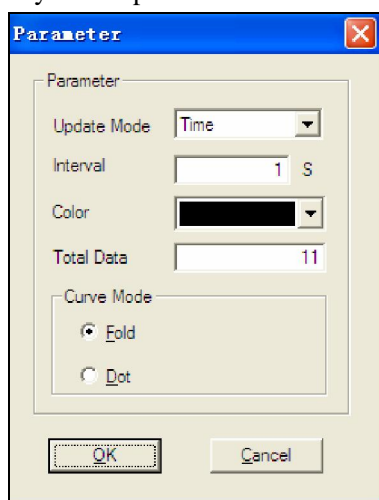 Parameter
Parameter
Update Mode Time
Interval 1 S
Color
Total Data 11
Curve Mode
Fold
Dot
OK Cancel